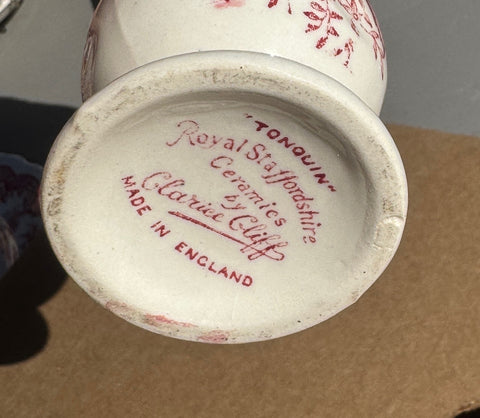 "TONQUIN"
Royal Staffordshire
Ceramics
by
Clarice Cliff
MADE IN ENGLAND